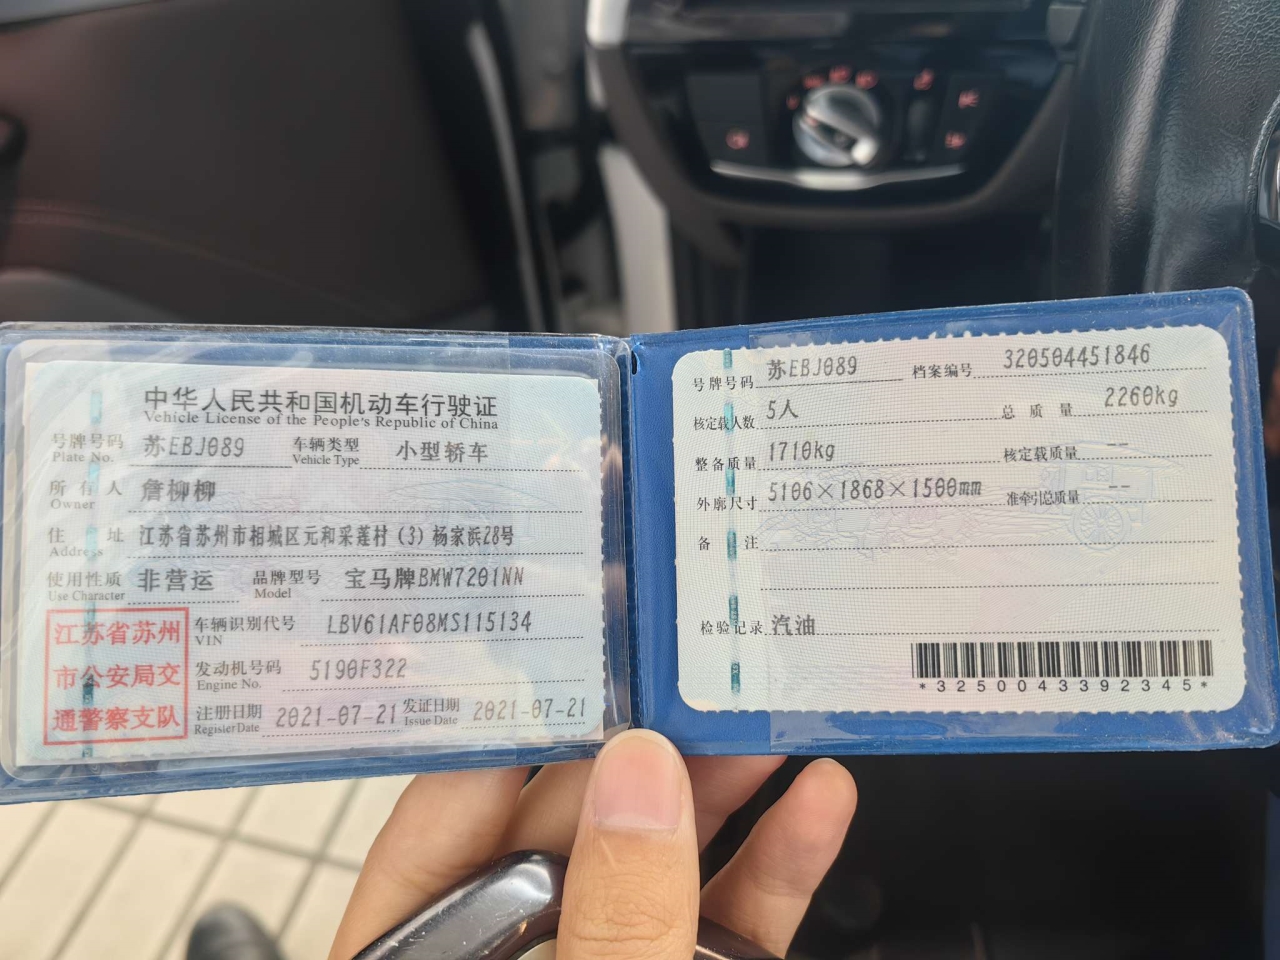 中华人民共和国机动车行驶证
Vehicle License of the People's Republic of China
号牌号码 苏EBJ089 车辆类型 小型轿车
Plate No. Vehicle Type
所有人 詹柳柳
Owner
住址 江苏省苏州市相城区元和采莲村(3)杨家浜28号
Address
使用性质 非营运 品牌型号 宝马牌BMW7201NN
Use Character Model
车辆识别代号 LBV61AF08MS115134
VIN
发动机号码 5190F322
Engine No.
注册日期 2021-07-21 发证日期 2021-07-21
Register Date Issue Date
江苏省苏州
市公安局交
通警察支队
号牌号码 苏EBJ089 档案编号 320504451846
核定载人数 5人 总质量 2260kg
整备质量 1710kg 核定载质量 --
外廓尺寸 5106×1868×1500mm 准牵引总质量 --
备注
检验记录 汽油
*3250043392345*